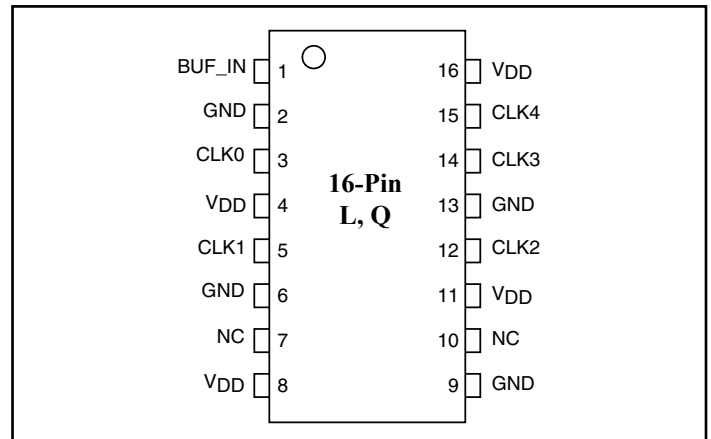 BUF_IN 1 16 VDD
GND 2 15 CLK4
CLK0 3 14 CLK3
16-Pin
L, Q
VDD 4 13 GND
CLK1 5 12 CLK2
GND 6 11 VDD
NC 7 10 NC
VDD 8 9 GND